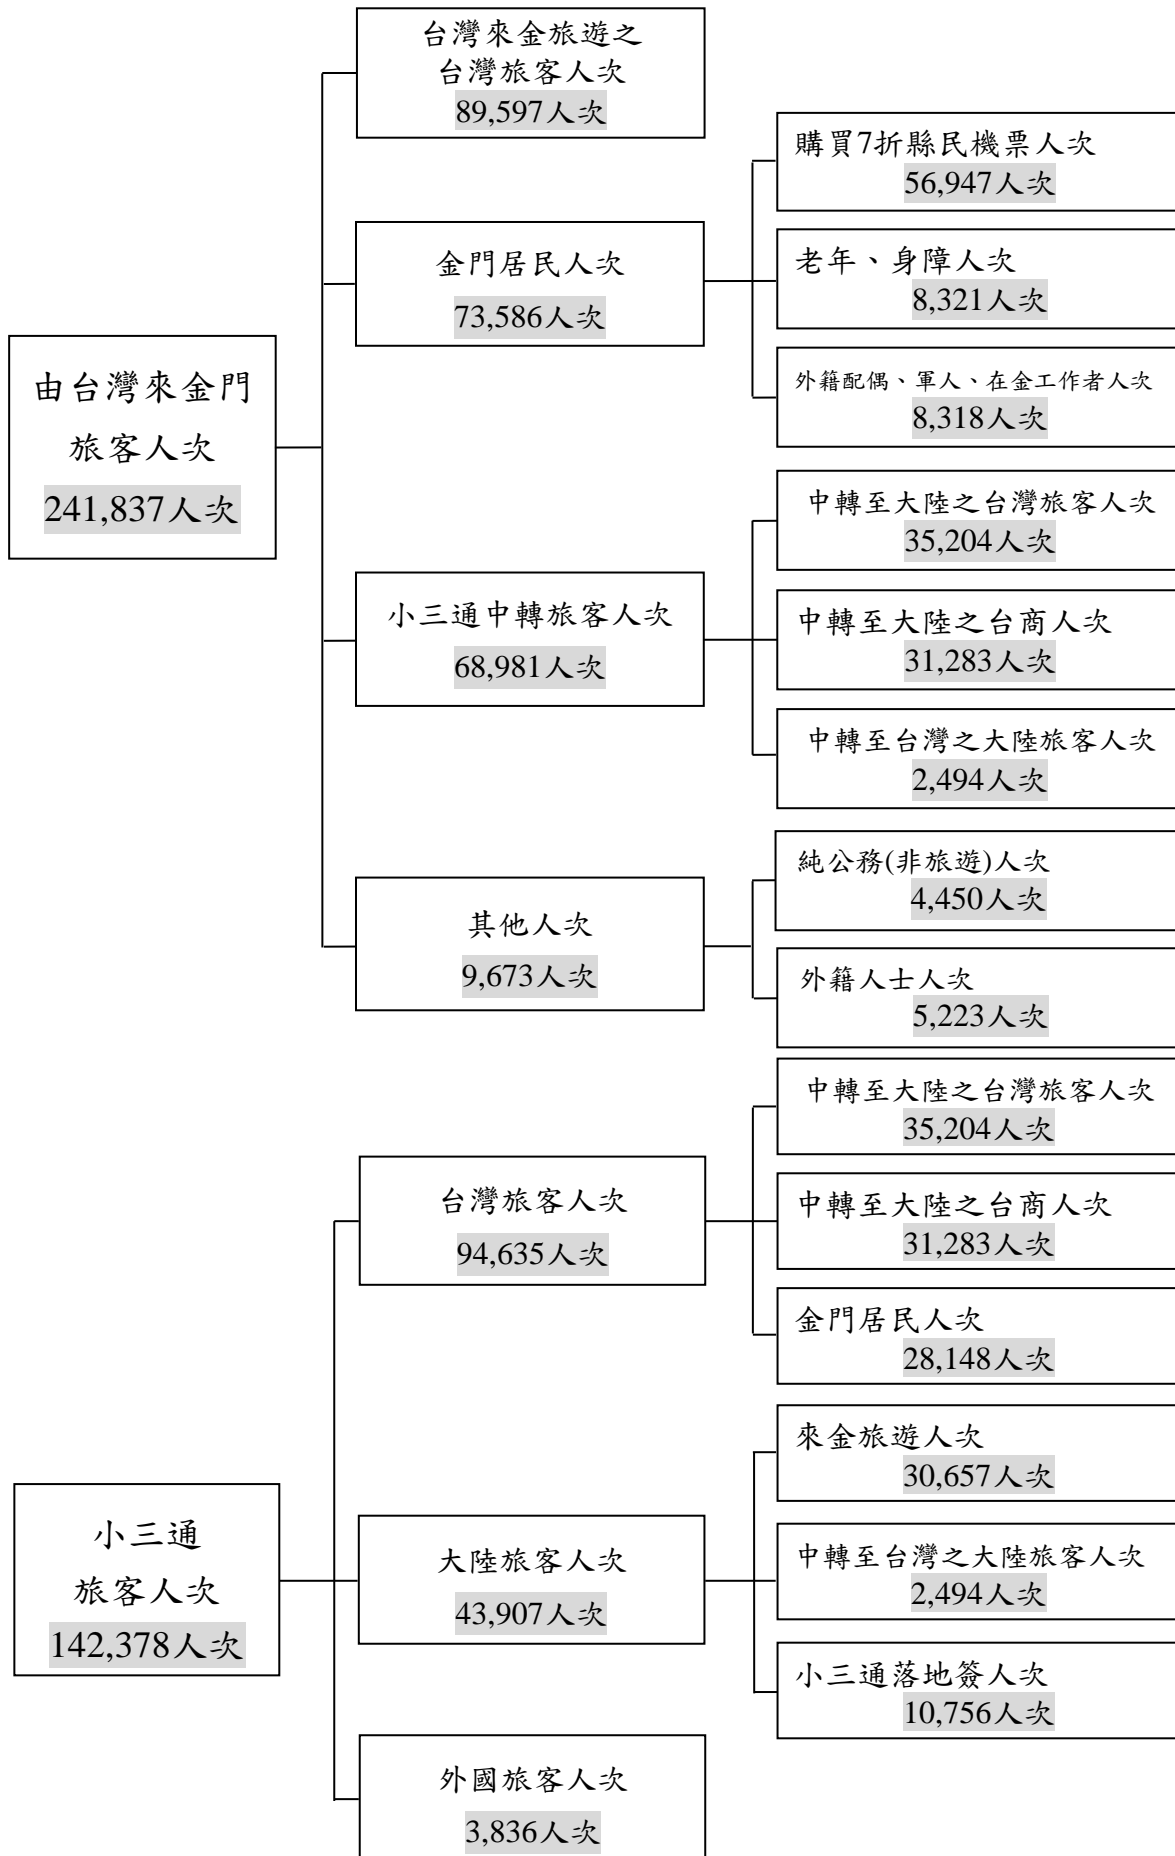 台灣來金旅遊之
台灣旅客人次
89,597人次
購買7折縣民機票人次
56,947人次
金門居民人次
73,586人次
老年、身障人次
8,321人次
外籍配偶、軍人、在金工作者人次
8,318人次
由台灣來金門
旅客人次
241,837人次
中轉至大陸之台灣旅客人次
35,204人次
小三通中轉旅客人次
68,981人次
中轉至大陸之台商人次
31,283人次
中轉至台灣之大陸旅客人次
2,494人次
純公務(非旅遊)人次
4,450人次
其他人次
9,673人次
外籍人士人次
5,223人次
中轉至大陸之台灣旅客人次
35,204人次
台灣旅客人次
94,635人次
中轉至大陸之台商人次
31,283人次
金門居民人次
28,148人次
來金旅遊人次
30,657人次
小三通
旅客人次
142,378人次
大陸旅客人次
43,907人次
中轉至台灣之大陸旅客人次
2,494人次
小三通落地簽人次
10,756人次
外國旅客人次
3,836人次